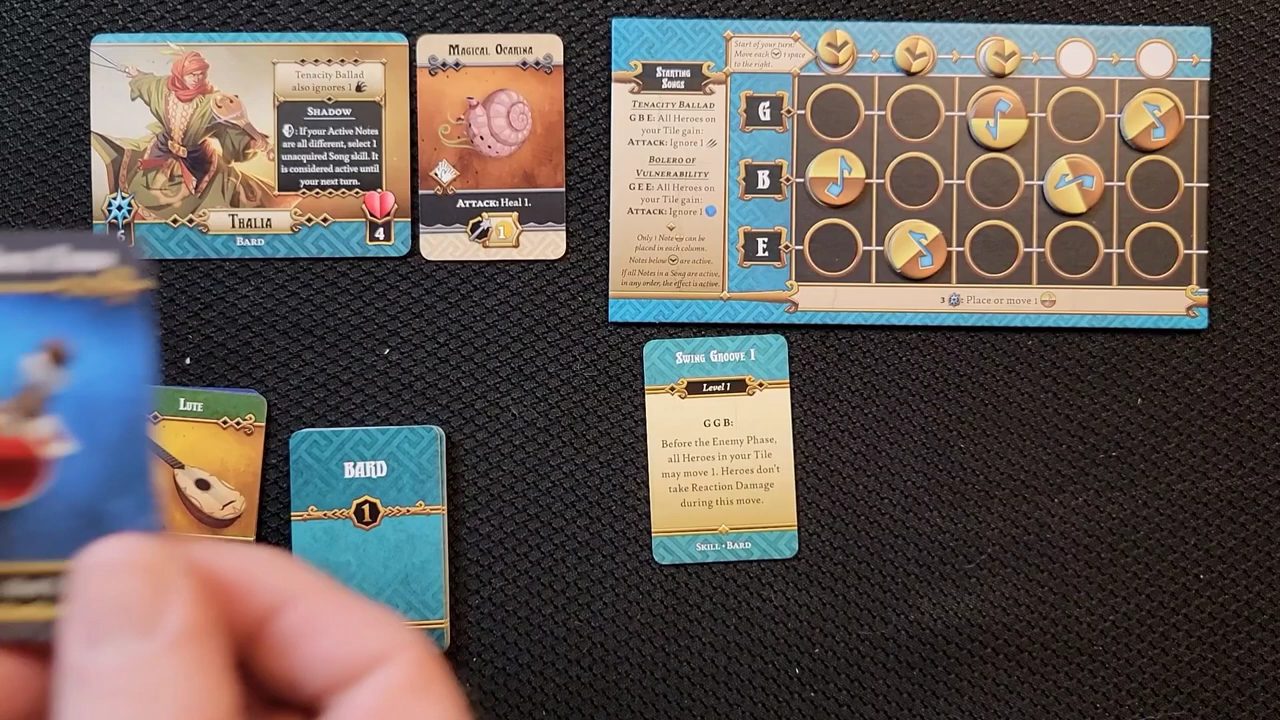 Tenacity Ballad
also ignores 1
SHADOW
: If your Active Notes
are all different, select 1
unacquired Song skill. It
is considered active until
your next turn.
4
THALIA
BARD
MAGICAL OCARINA
ATTACK: Heal 1.
1
Start of your turn:
Move each 1 space
to the right.
STARTING
SONGS
TENACITY BALLAD
G B E: All Heroes on
your Tile gain:
ATTACK: Ignore 1
BOLERO OF
VULNERABILITY
G E E: All Heroes on
your Tile gain:
ATTACK: Ignore 1
Only 1 Note can be
placed in each column.
Notes below are active.
If all Notes in a Song are active,
in any order, the effect is active.
G
B
E
3 : Place or move 1
LUTE
BARD
1
SWING GROOVE I
Level 1
G G B:
Before the Enemy Phase,
all Heroes in your Tile
may move 1. Heroes don't
take Reaction Damage
during this move.
SKILL • BARD